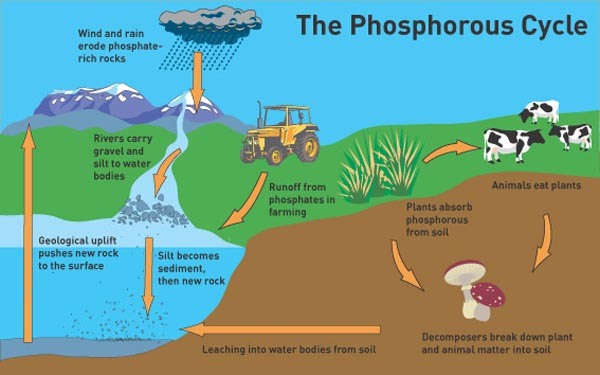 The Phosphorous Cycle
Wind and rain
erode phosphate-
rich rocks
Rivers carry
gravel and
silt to water
bodies
Runoff from
phosphates in
farming
Plants absorb
phosphorous
from soil
Animals eat plants
Geological uplift
pushes new rock
to the surface
Silt becomes
sediment,
then new rock
Leaching into water bodies from soil
Decomposers break down plant
and animal matter into soil